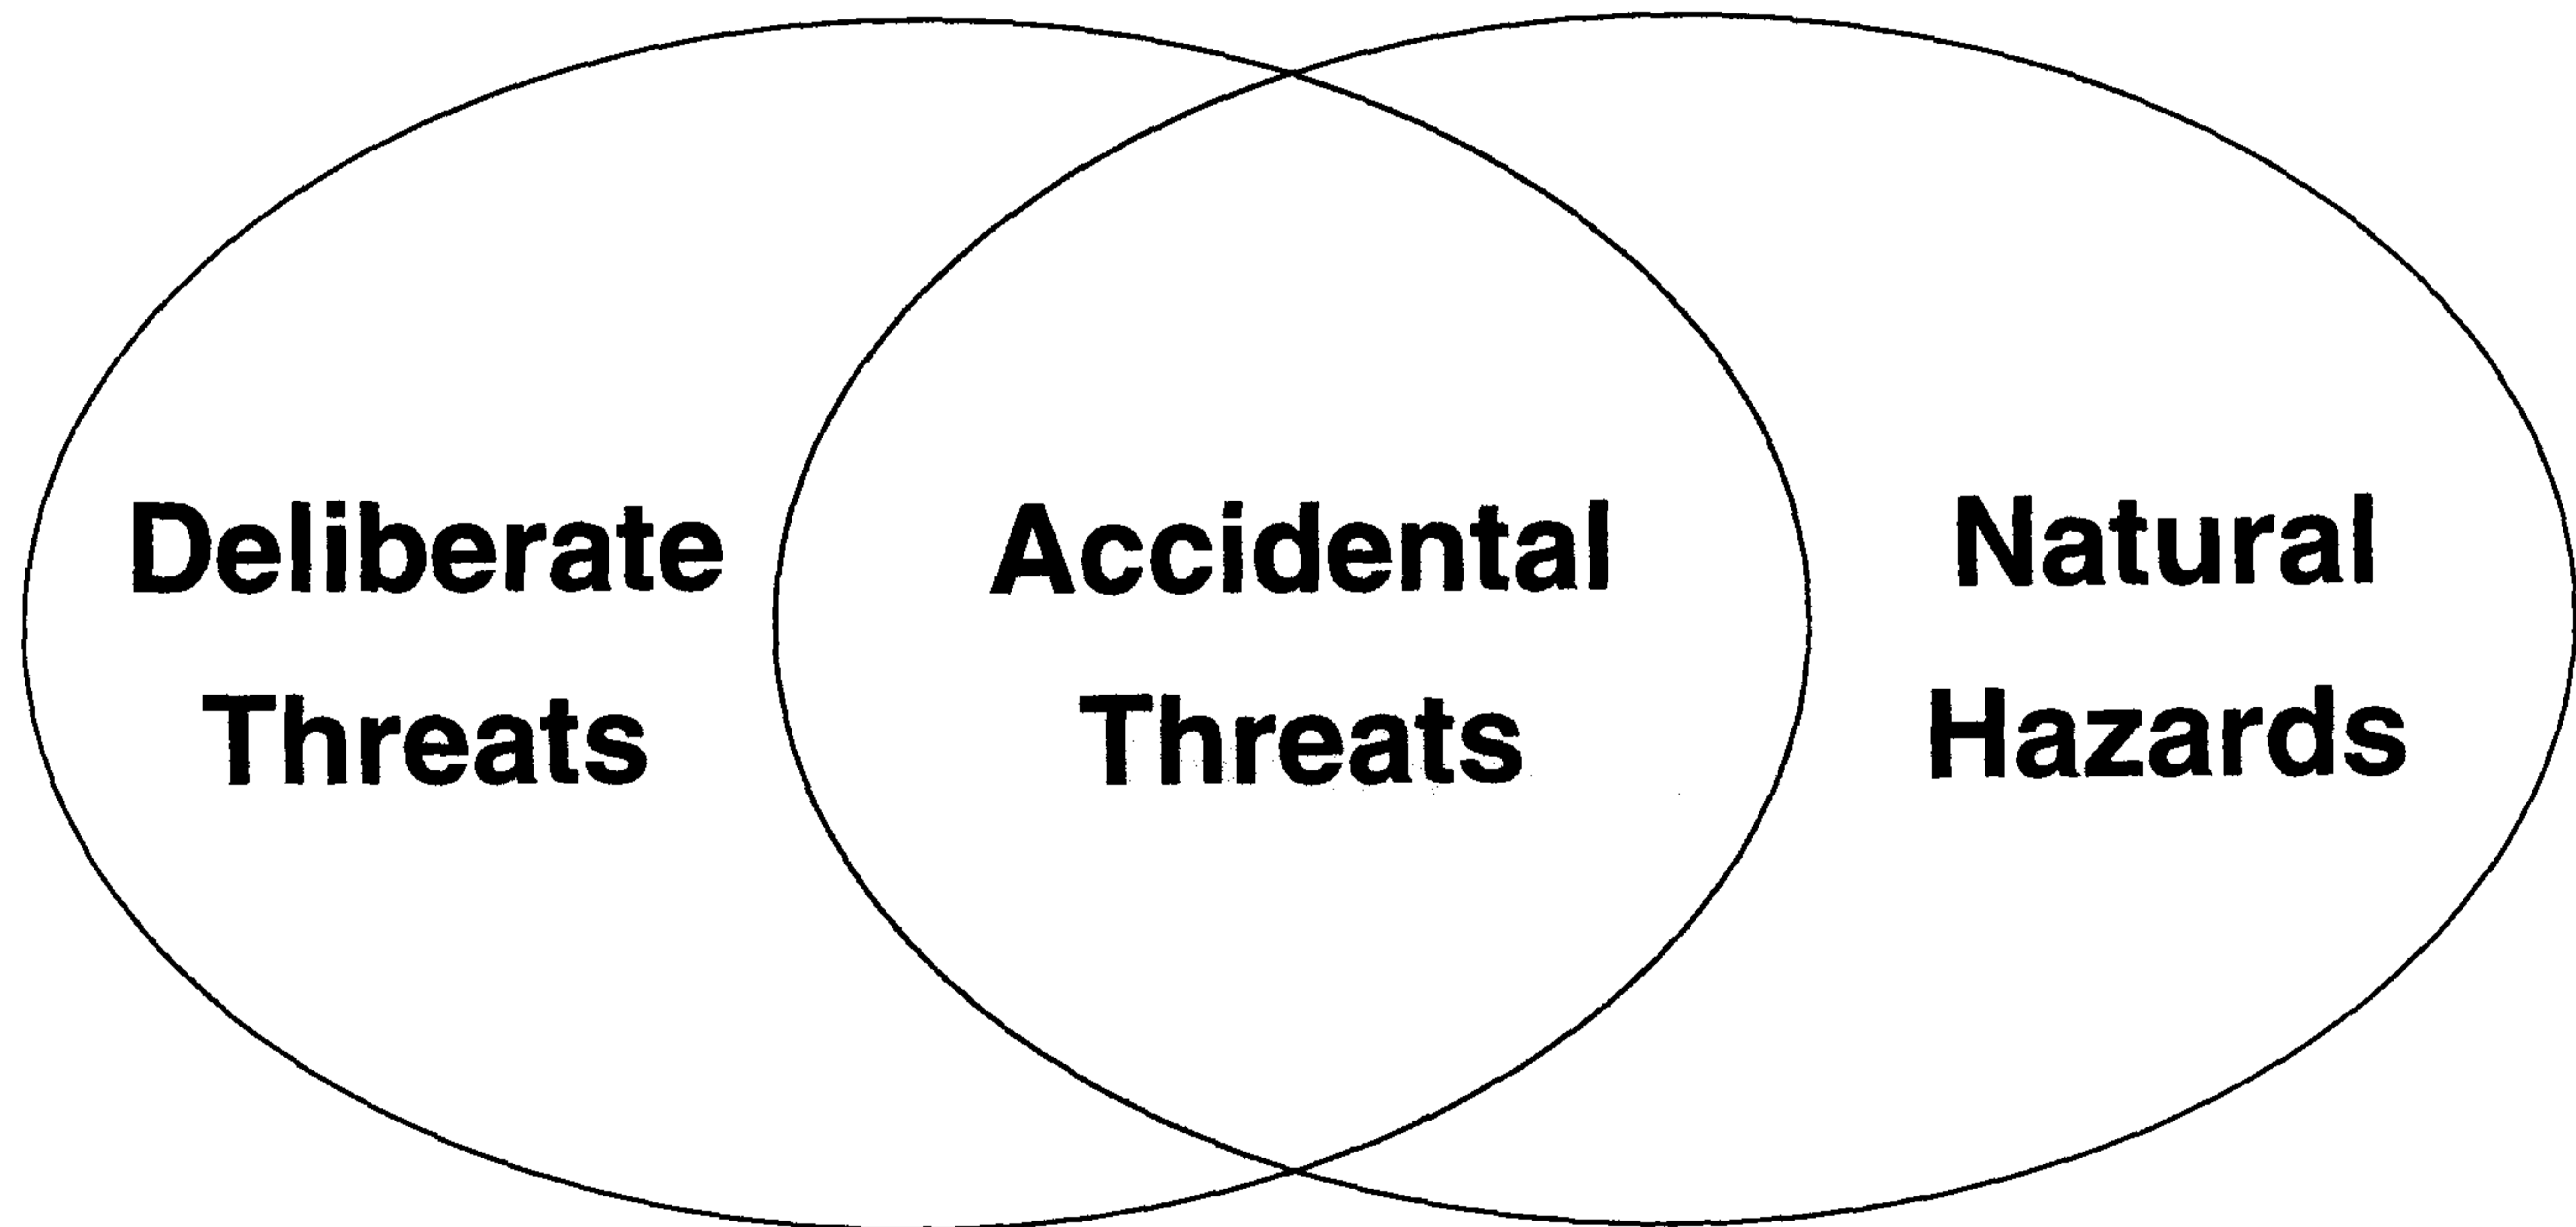 Deliberate
Threats
Accidental
Threats
Natural
Hazards